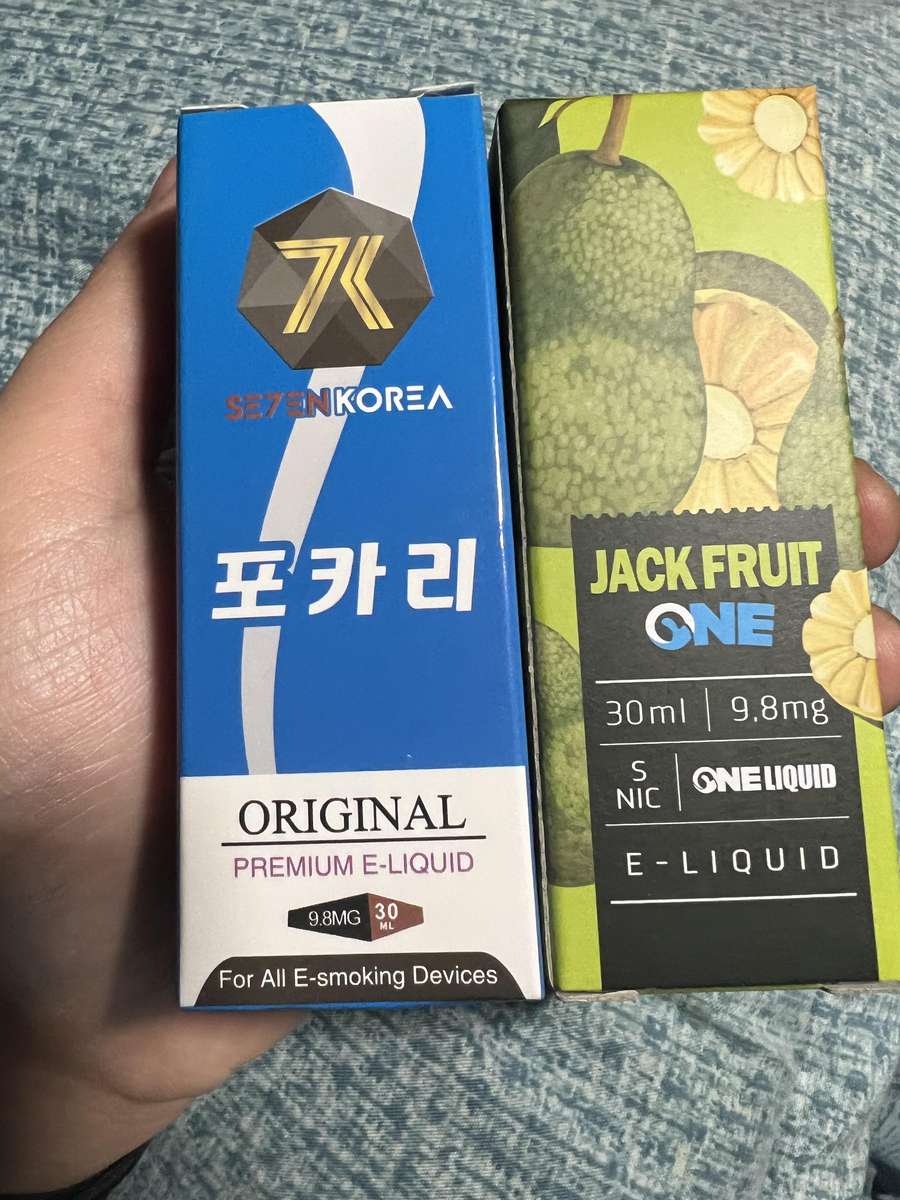 7K
SE7ENKOREA
포카리
ORIGINAL
PREMIUM E-LIQUID
9.8MG 30
ML
For All E-smoking Devices
JACK FRUIT
ONE
30ml 9.8mg
S
NIC
ONE LIQUID
E-LIQUID